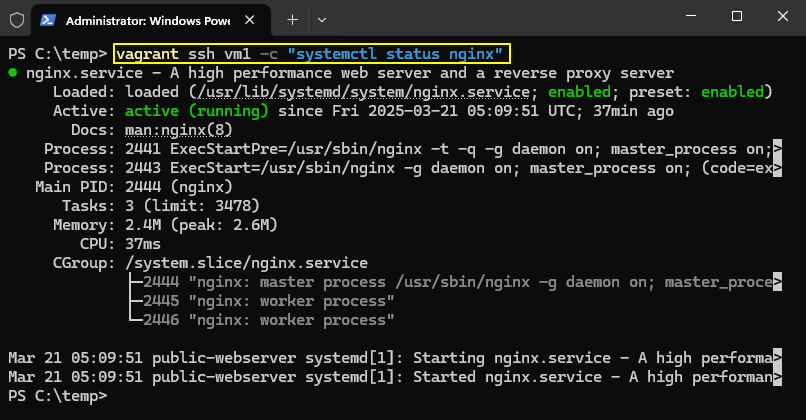 Administrator: Windows Powe
PS C:\temp> vagrant ssh vm1 -c "systemctl status nginx"
● nginx.service - A high performance web server and a reverse proxy server
Loaded: loaded (/usr/lib/systemd/system/nginx.service; enabled; preset: enabled)
Active: active (running) since Fri 2025-03-21 05:09:51 UTC; 37min ago
Docs: man:nginx(8)
Process: 2441 ExecStartPre=/usr/sbin/nginx -t -q -g daemon on; master_process on;>
Process: 2443 ExecStart=/usr/sbin/nginx -g daemon on; master_process on; (code=ex>
Main PID: 2444 (nginx)
Tasks: 3 (limit: 3478)
Memory: 2.4M (peak: 2.6M)
CPU: 37ms
CGroup: /system.slice/nginx.service
├─2444 "nginx: master process /usr/sbin/nginx -g daemon on; master_proce>
├─2445 "nginx: worker process"
└─2446 "nginx: worker process"
Mar 21 05:09:51 public-webserver systemd[1]: Starting nginx.service - A high performa>
Mar 21 05:09:51 public-webserver systemd[1]: Started nginx.service - A high performan>
PS C:\temp>